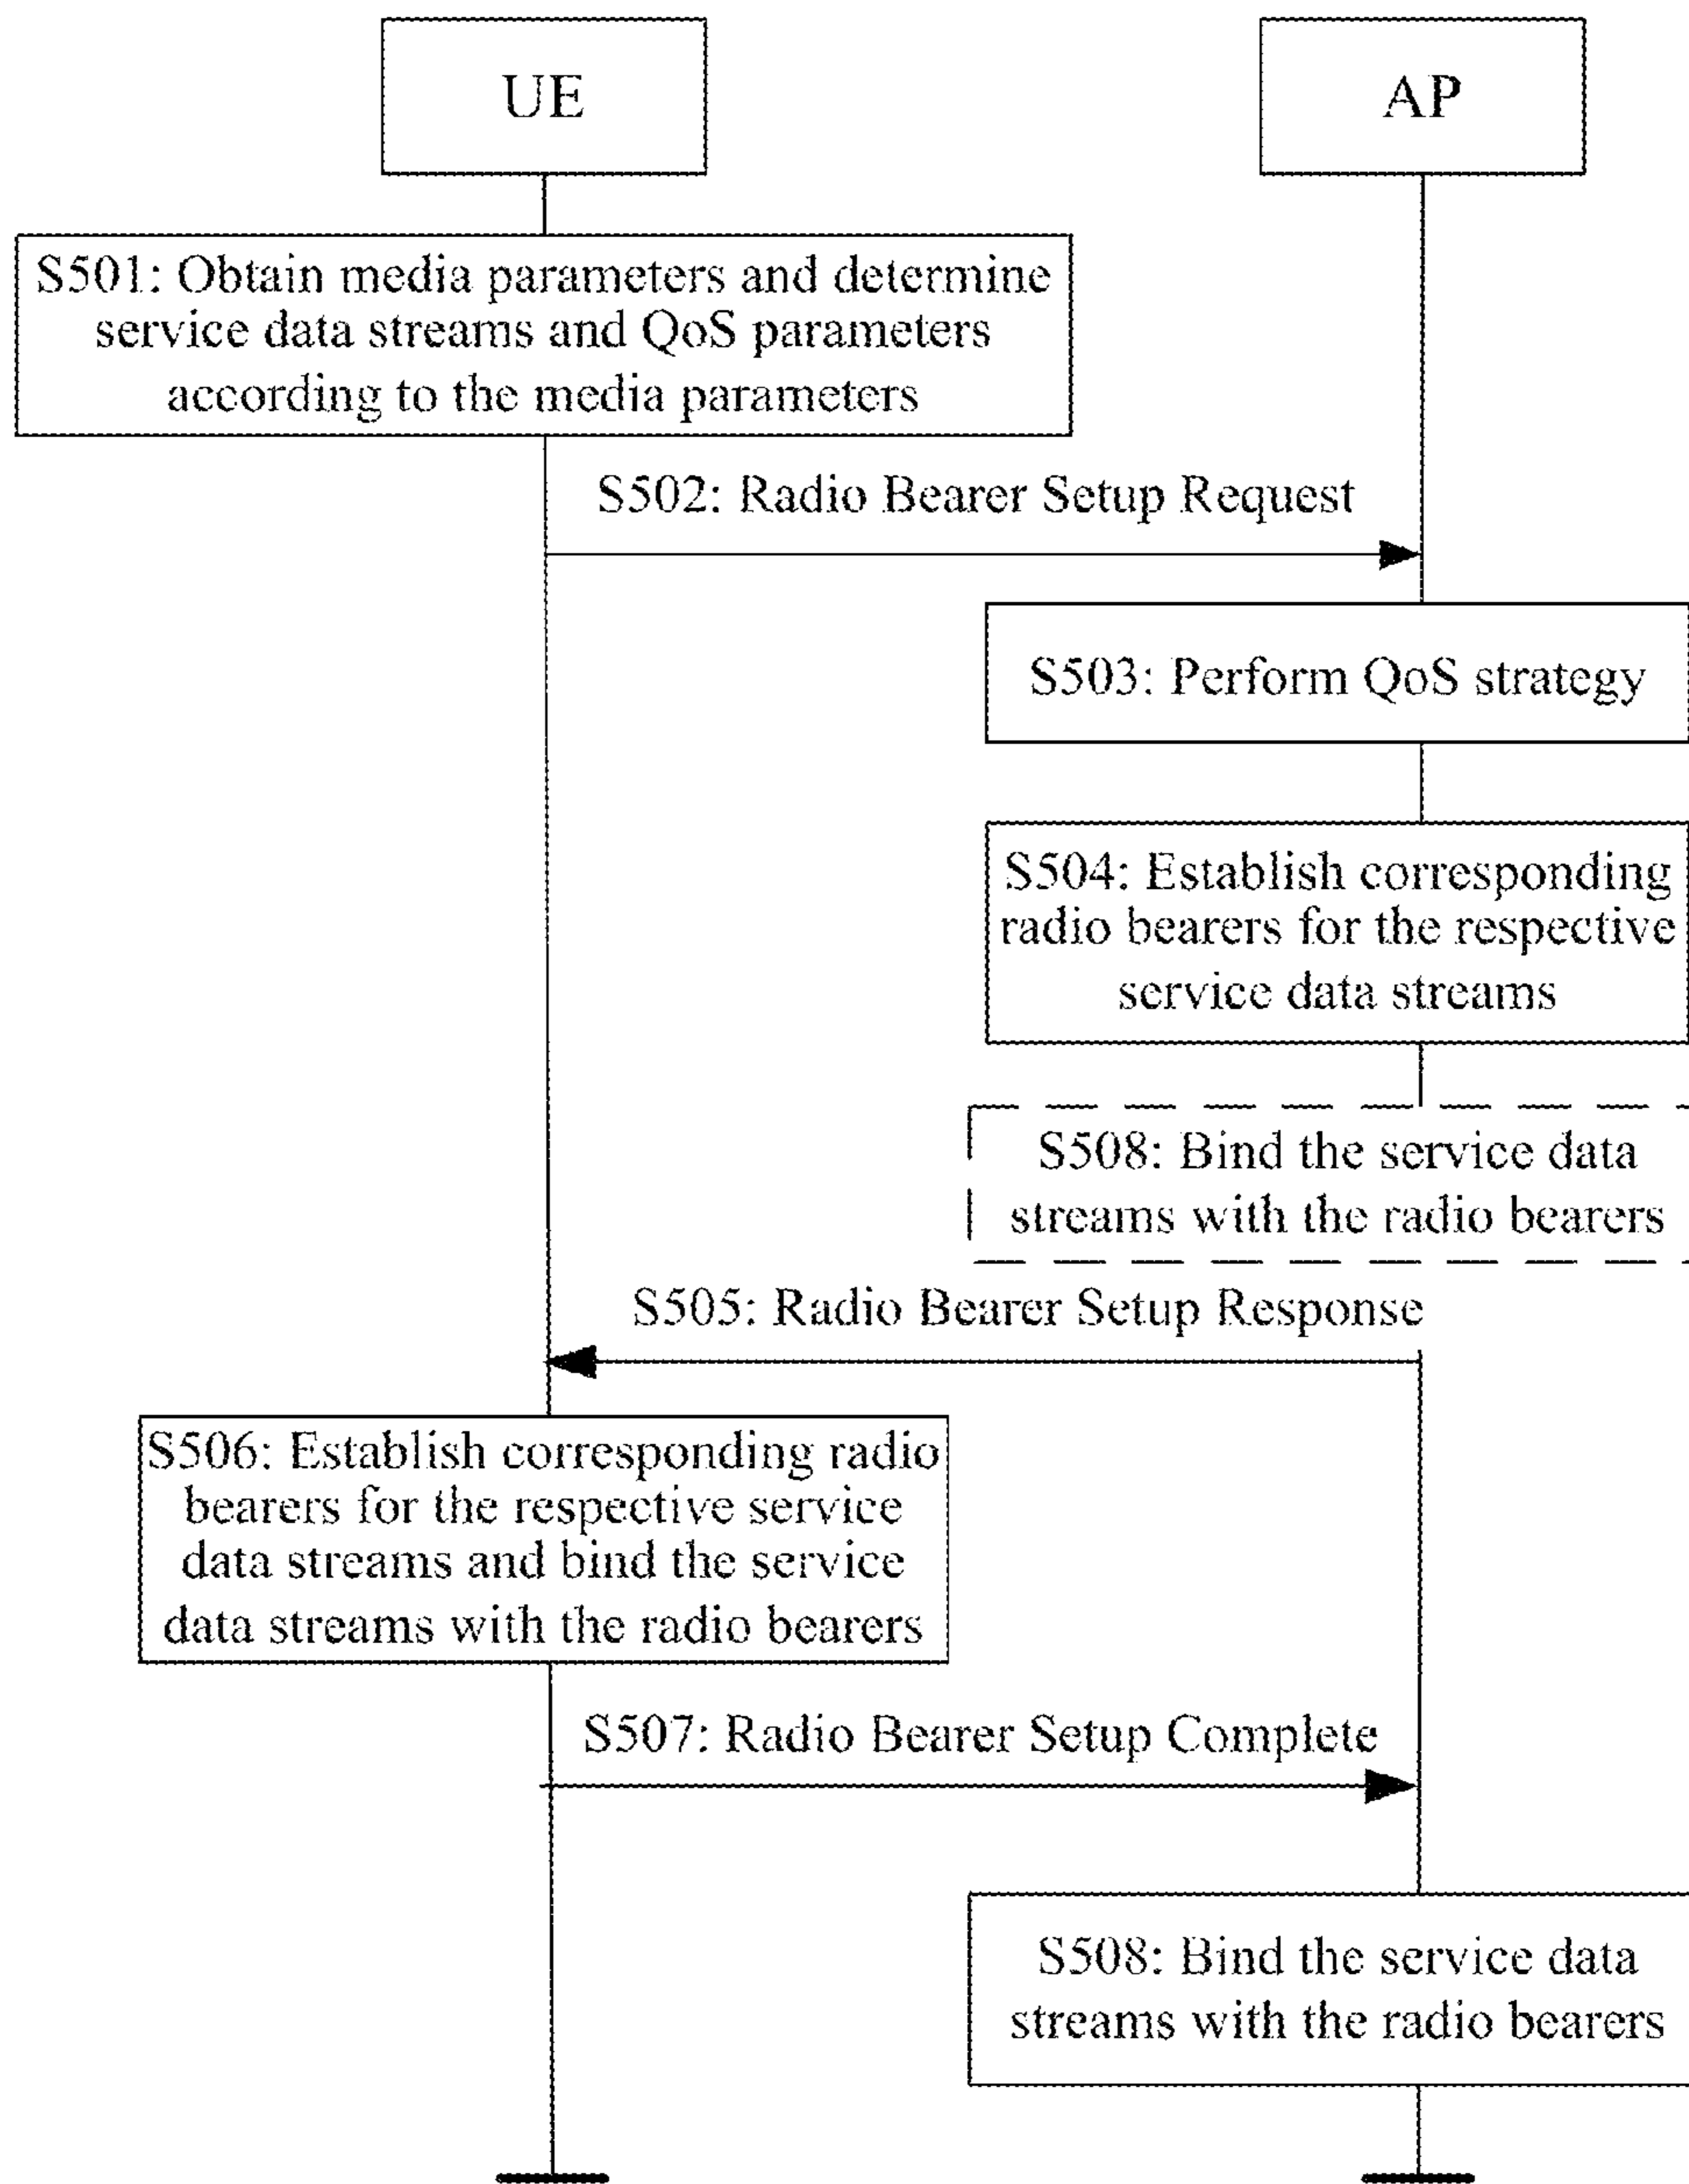 UE
AP
S501: Obtain media parameters and determine
service data streams and QoS parameters
according to the media parameters
S502: Radio Bearer Setup Request
S503: Perform QoS strategy
S504: Establish corresponding
radio bearers for the respective
service data streams
S508: Bind the service data
streams with the radio bearers
S505: Radio Bearer Setup Response
S506: Establish corresponding radio
bearers for the respective service
data streams and bind the service
data streams with the radio bearers
S507: Radio Bearer Setup Complete
S508: Bind the service data
streams with the radio bearers